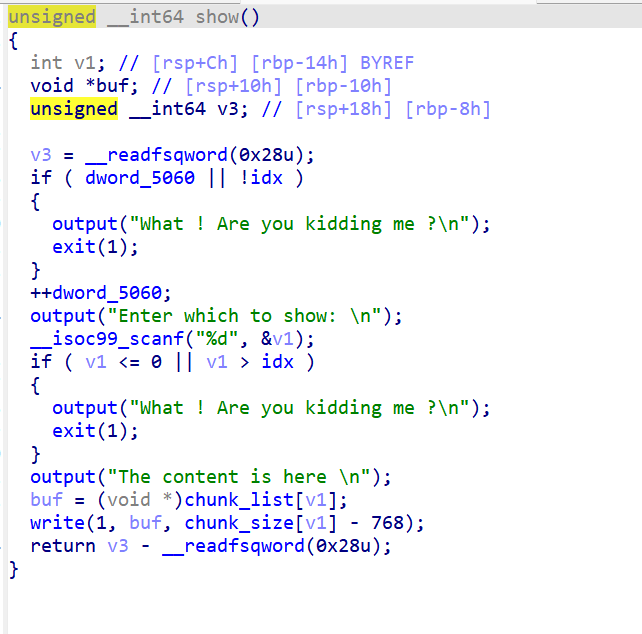 unsigned __int64 show()
{
  int v1; // [rsp+Ch] [rbp-14h] BYREF
  void *buf; // [rsp+10h] [rbp-10h]
  unsigned __int64 v3; // [rsp+18h] [rbp-8h]

  v3 = __readfsqword(0x28u);
  if ( dword_5060 || !idx )
  {
    output("What ! Are you kidding me ?\n");
    exit(1);
  }
  ++dword_5060;
  output("Enter which to show: \n");
  __isoc99_scanf("%d", &v1);
  if ( v1 <= 0 || v1 > idx )
  {
    output("What ! Are you kidding me ?\n");
    exit(1);
  }
  output("The content is here \n");
  buf = (void *)chunk_list[v1];
  write(1, buf, chunk_size[v1] - 768);
  return v3 - __readfsqword(0x28u);
}